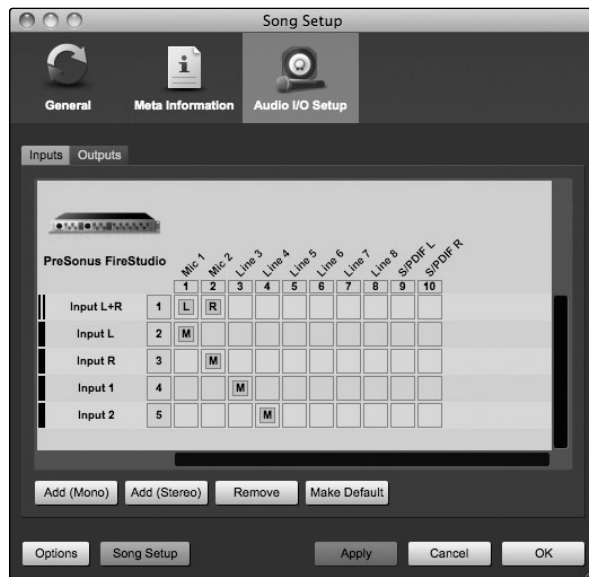 Song Setup
General Meta Information Audio I/O Setup
Inputs Outputs
PreSonus FireStudio
Mic 1 Mic 2 Line 3 Line 4 Line 5 Line 6 Line 7 Line 8 S/PDIF L S/PDIF R
1 2 3 4 5 6 7 8 9 10
Input L+R 1 L R
Input L 2 M
Input R 3 M
Input 1 4 M
Input 2 5 M
Add (Mono) Add (Stereo) Remove Make Default
Options Song Setup Apply Cancel OK